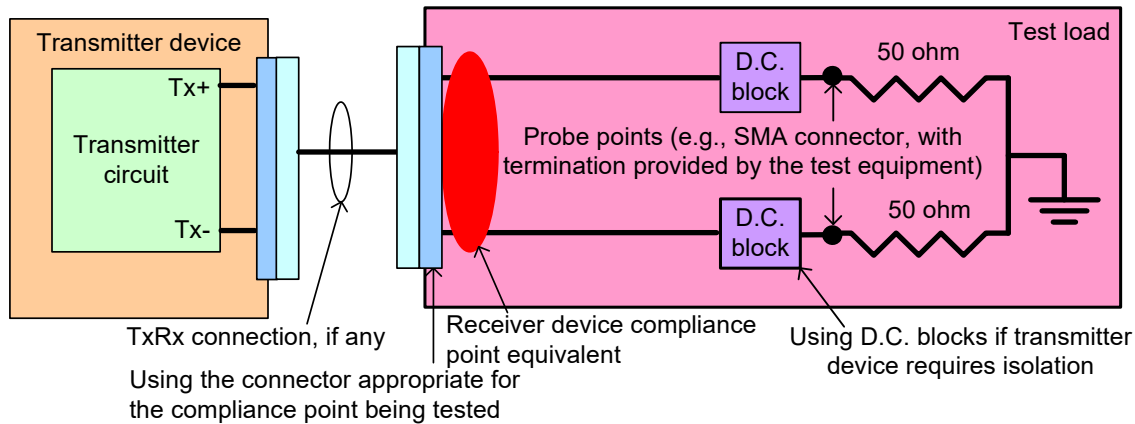 Transmitter device
Tx+
Transmitter
circuit
Tx-
Test load
D.C.
block
50 ohm
Probe points (e.g., SMA connector, with
termination provided by the test equipment)
D.C.
block
50 ohm
TxRx connection, if any
Receiver device compliance
point equivalent
Using D.C. blocks if transmitter
device requires isolation
Using the connector appropriate for
the compliance point being tested